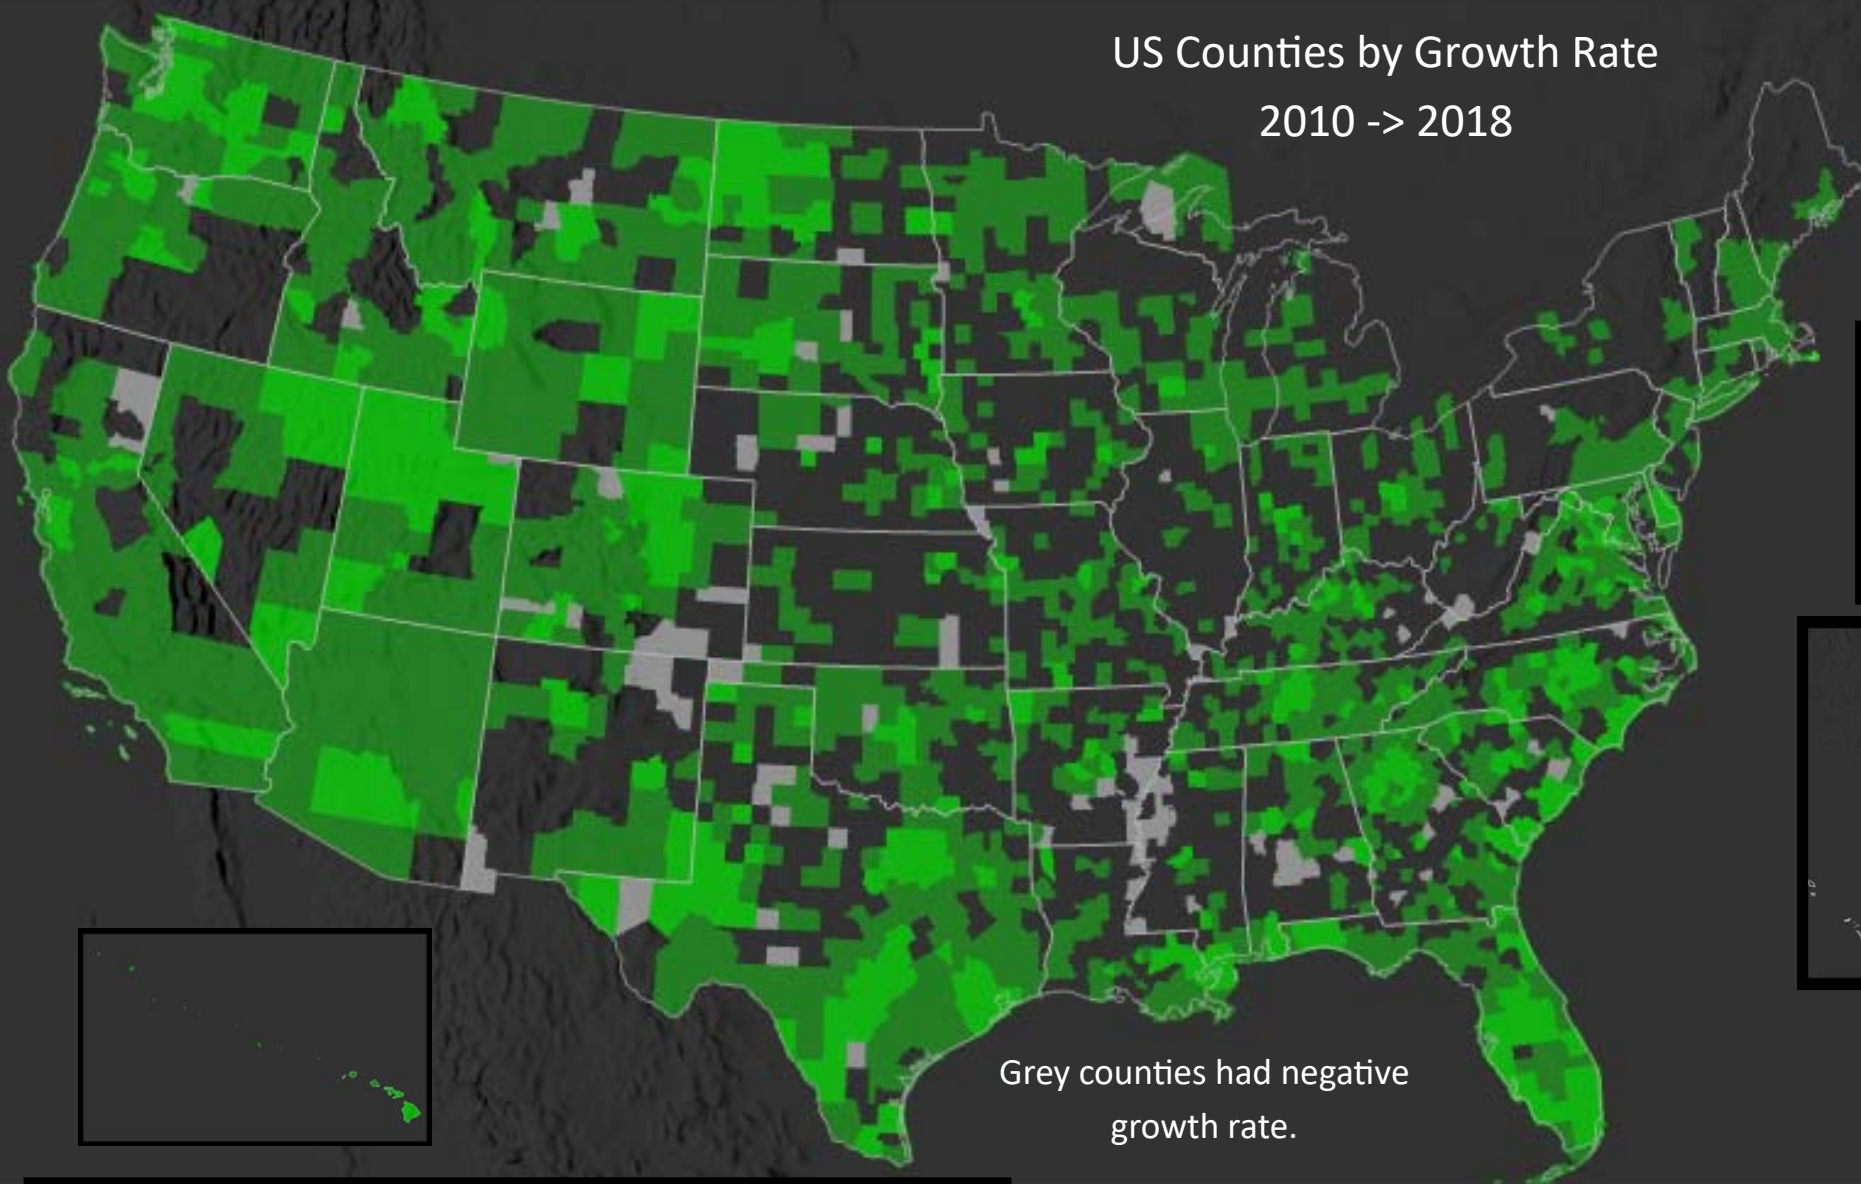 US Counties by Growth Rate
2010 -> 2018
Grey counties had negative
growth rate.